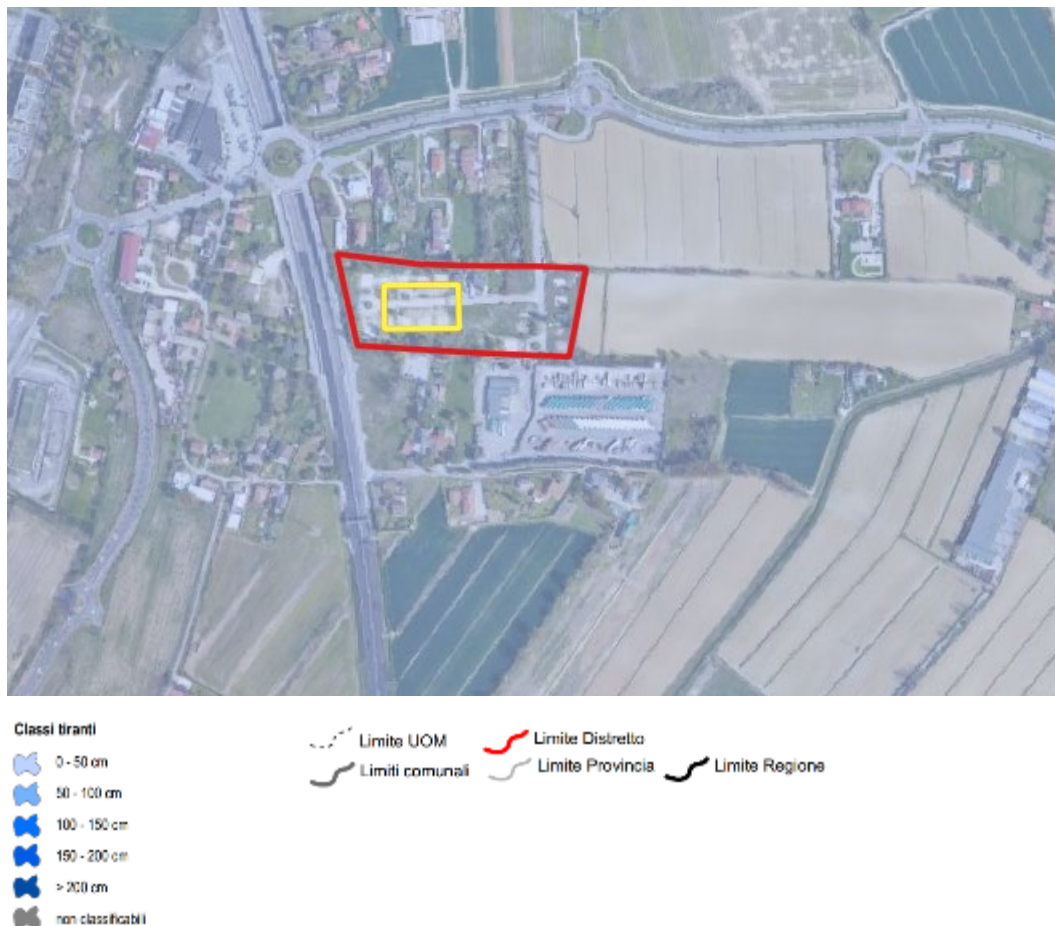 Classi tiranti
0 - 50 cm
50 - 100 cm
100 - 150 cm
150 - 200 cm
> 200 cm
non classificabili
Limite UOM
Limite Distretto
Limiti comunali
Limite Provincia
Limite Regione